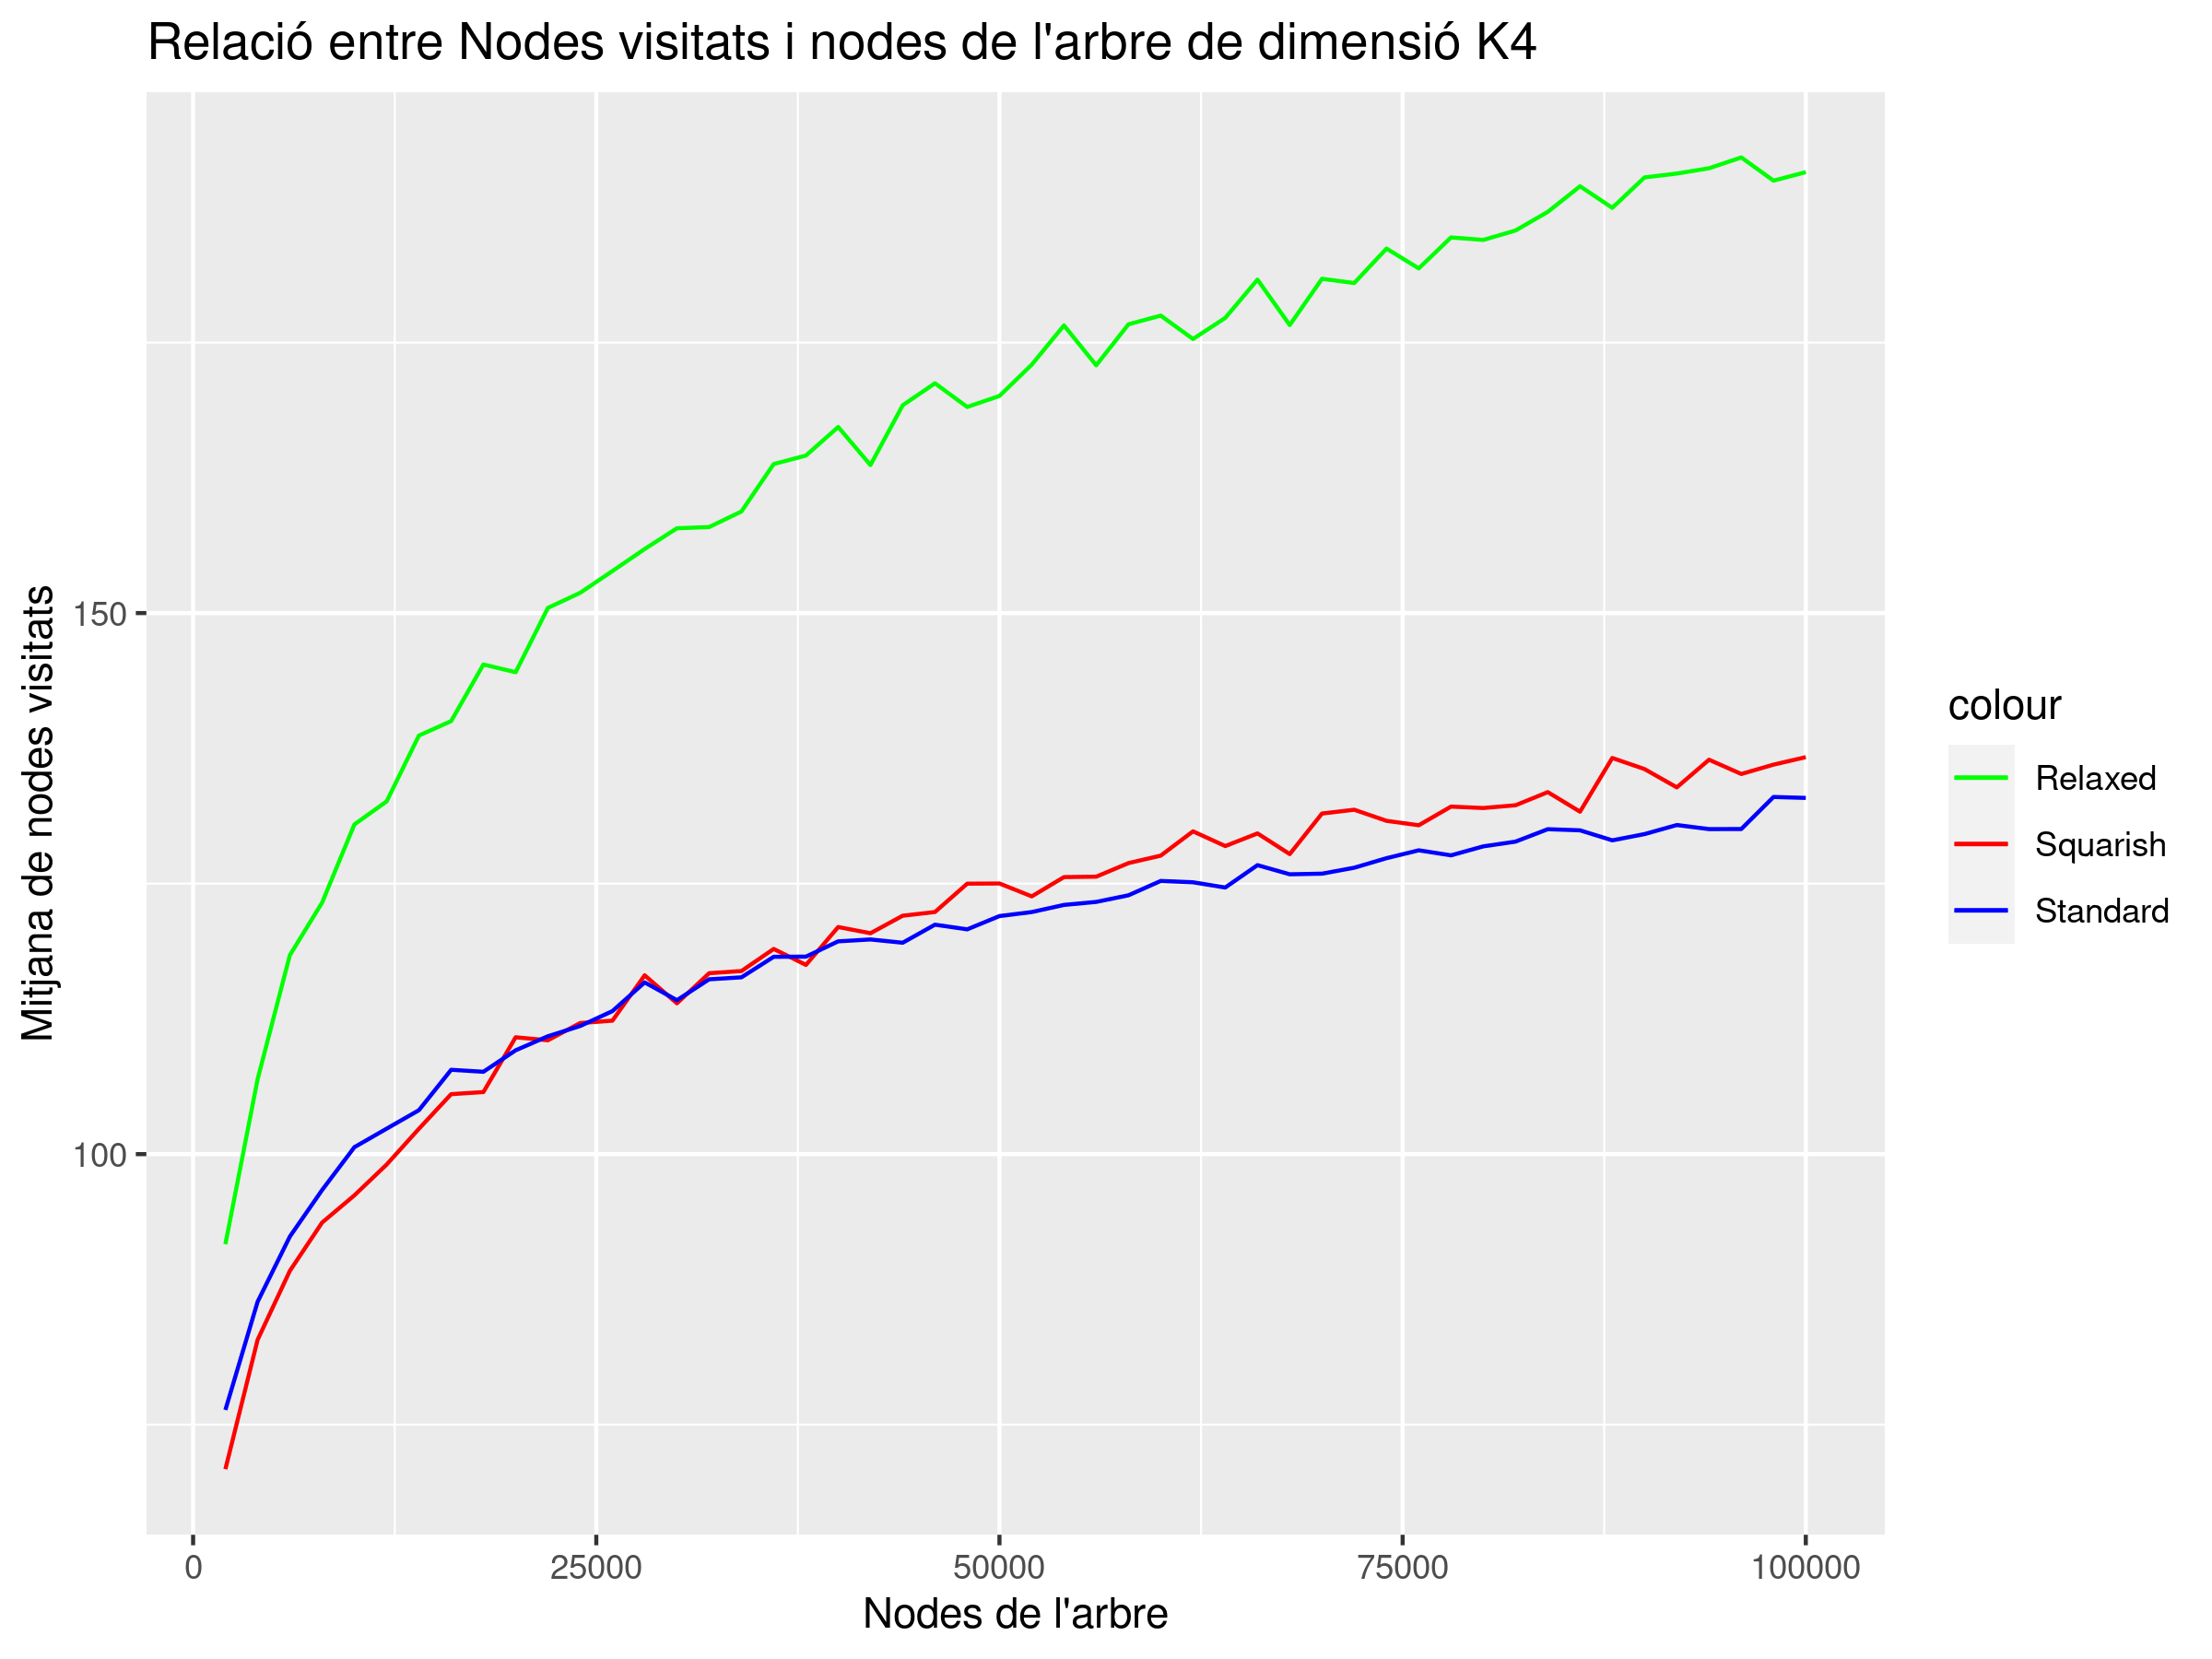 Relació entre Nodes visitats i nodes de l'arbre de dimensió K4
Mitjana de nodes visitats
150
100
0 25000 50000 75000 100000
Nodes de l'arbre
colour
Relaxed
Squarish
Standard